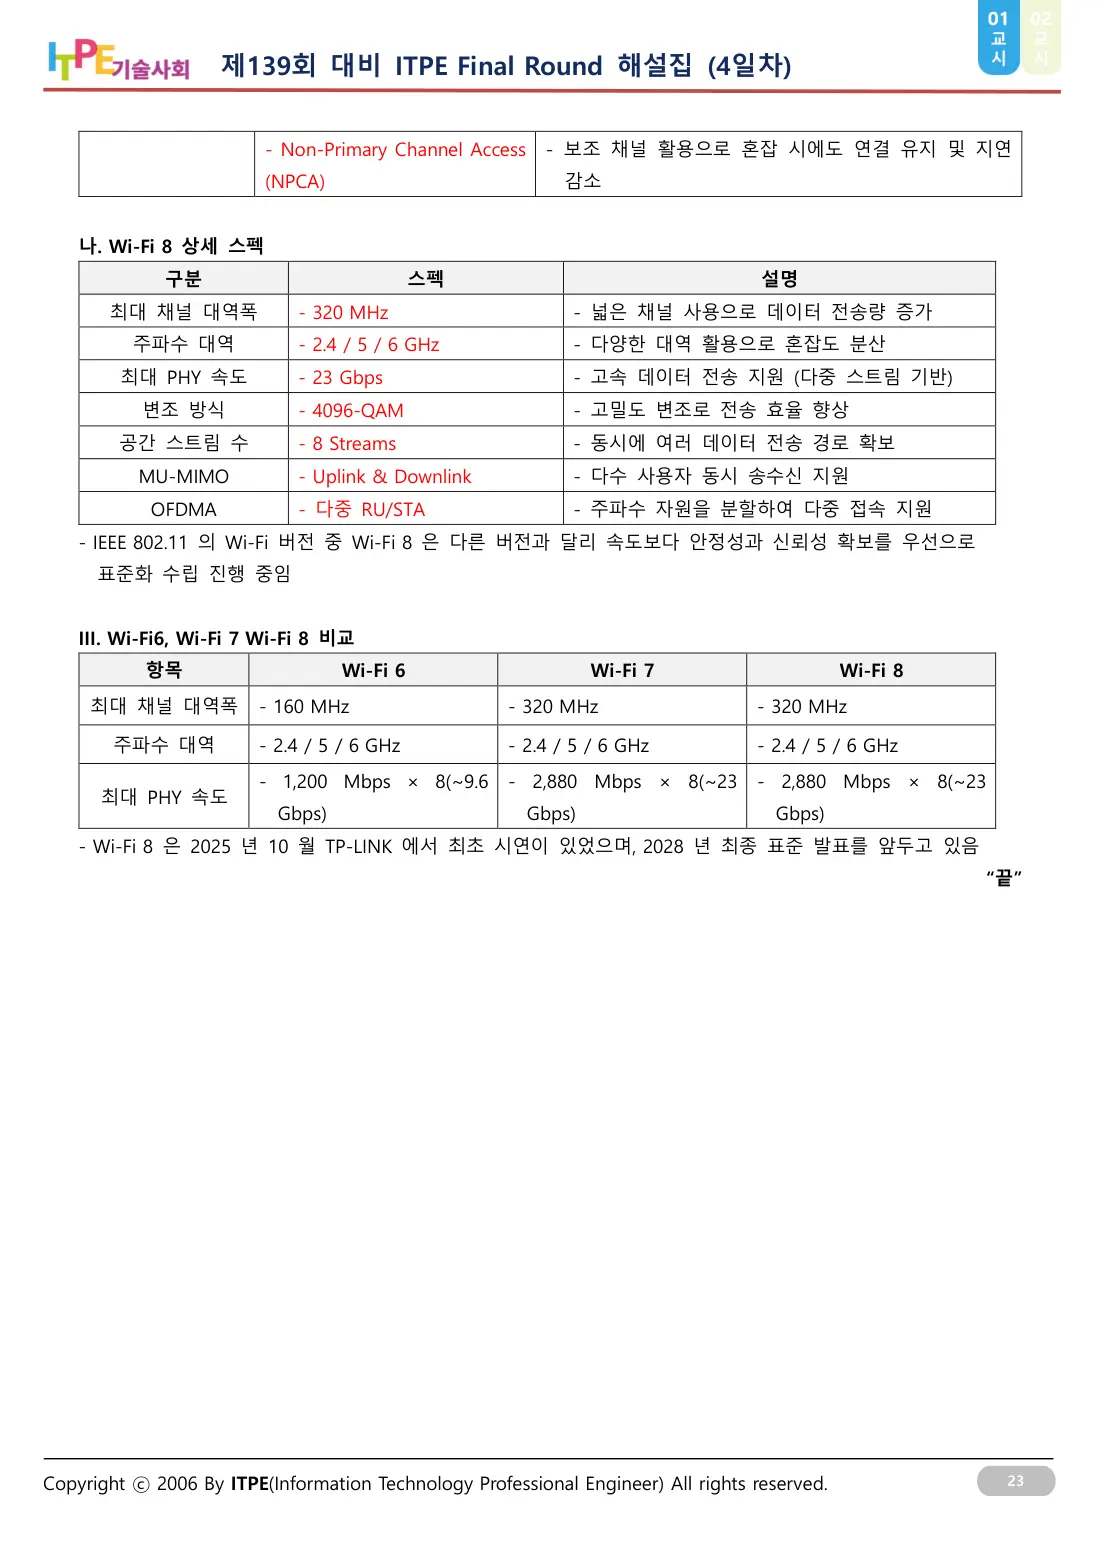 01
교
시
02
교
시
ITPE기술사회 제139회 대비 ITPE Final Round 해설집 (4일차)
- Non-Primary Channel Access - 보조 채널 활용으로 혼잡 시에도 연결 유지 및 지연
(NPCA) 감소
나. Wi-Fi 8 상세 스펙
구분 스펙 설명
최대 채널 대역폭 - 320 MHz - 넓은 채널 사용으로 데이터 전송량 증가
주파수 대역 - 2.4 / 5 / 6 GHz - 다양한 대역 활용으로 혼잡도 분산
최대 PHY 속도 - 23 Gbps - 고속 데이터 전송 지원 (다중 스트림 기반)
변조 방식 - 4096-QAM - 고밀도 변조로 전송 효율 향상
공간 스트림 수 - 8 Streams - 동시에 여러 데이터 전송 경로 확보
MU-MIMO - Uplink & Downlink - 다수 사용자 동시 송수신 지원
OFDMA - 다중 RU/STA - 주파수 자원을 분할하여 다중 접속 지원
- IEEE 802.11 의 Wi-Fi 버전 중 Wi-Fi 8 은 다른 버전과 달리 속도보다 안정성과 신뢰성 확보를 우선으로
표준화 수립 진행 중임
III. Wi-Fi6, Wi-Fi 7 Wi-Fi 8 비교
항목 Wi-Fi 6 Wi-Fi 7 Wi-Fi 8
최대 채널 대역폭 - 160 MHz - 320 MHz - 320 MHz
주파수 대역 - 2.4 / 5 / 6 GHz - 2.4 / 5 / 6 GHz - 2.4 / 5 / 6 GHz
최대 PHY 속도 - 1,200 Mbps × 8(~9.6 Gbps) - 2,880 Mbps × 8(~23 Gbps) - 2,880 Mbps × 8(~23 Gbps)
- Wi-Fi 8 은 2025 년 10 월 TP-LINK 에서 최초 시연이 있었으며, 2028 년 최종 표준 발표를 앞두고 있음
“끝”
Copyright ⓒ 2006 By ITPE(Information Technology Professional Engineer) All rights reserved. 23